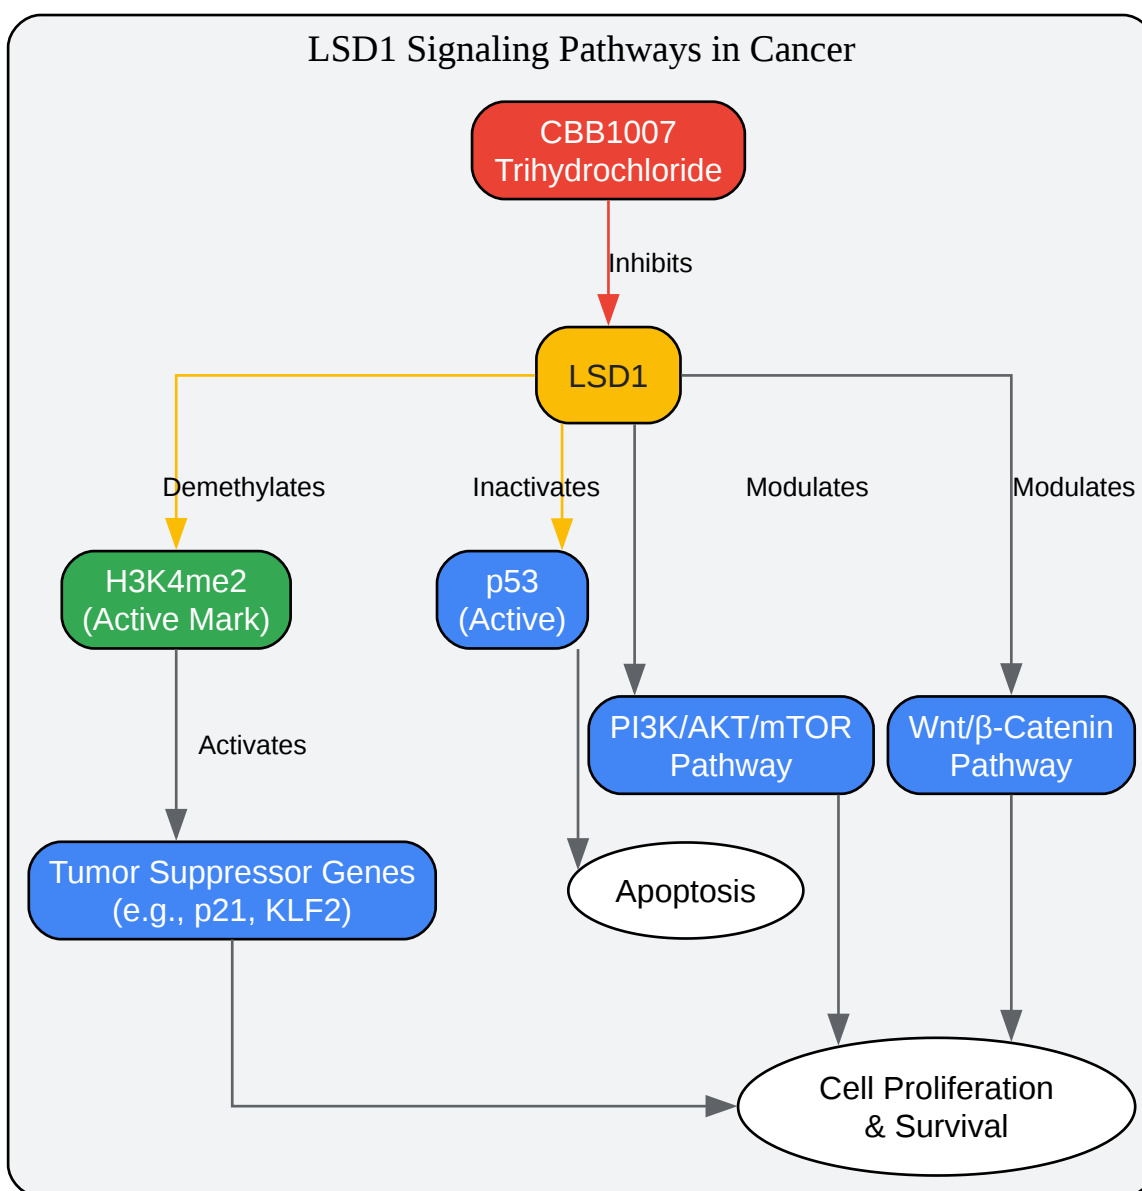 LSD1 Signaling Pathways in Cancer
CBB1007
Trihydrochloride
Inhibits
LSD1
Demethylates
Inactivates
Modulates
Modulates
H3K4me2
(Active Mark)
p53
(Active)
PI3K/AKT/mTOR
Pathway
Wnt/β-Catenin
Pathway
Activates
Tumor Suppressor Genes
(e.g., p21, KLF2)
Apoptosis
Cell Proliferation
& Survival